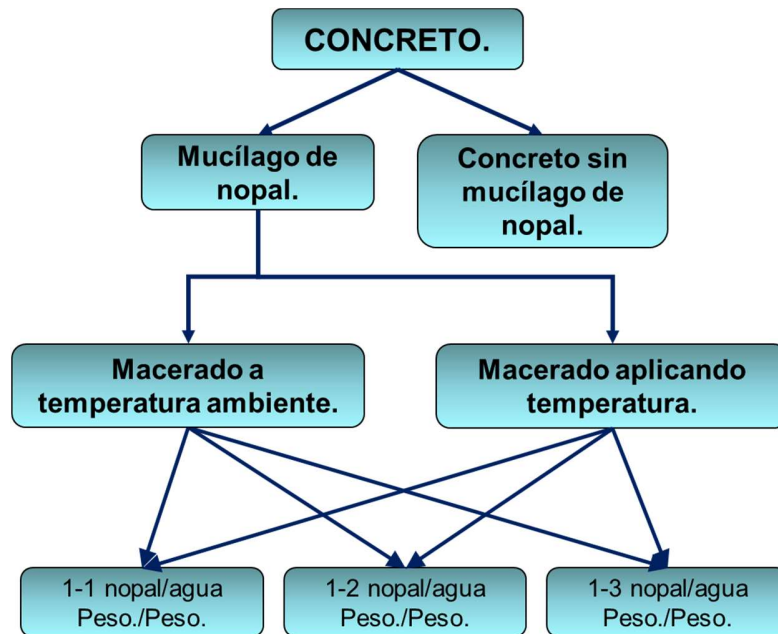 CONCRETO.
Mucílago de
nopal.
Concreto sin
mucílago de
nopal.
Macerado a
temperatura ambiente.
Macerado aplicando
temperatura.
1-1 nopal/agua
Peso./Peso.
1-2 nopal/agua
Peso./Peso.
1-3 nopal/agua
Peso./Peso.